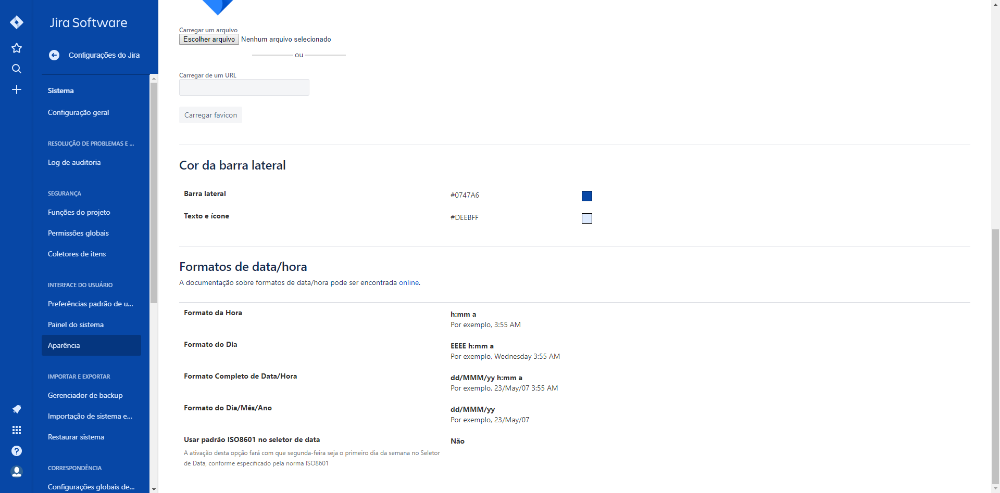 Jira Software
Configurações do Jira
Sistema
Configuração geral
RESOLUÇÃO DE PROBLEMAS E ...
Log de auditoria
SEGURANÇA
Funções do projeto
Permissões globais
Coletores de itens
INTERFACE DO USUÁRIO
Preferências padrão de u...
Painel do sistema
Aparência
IMPORTAR E EXPORTAR
Gerenciador de backup
Importação de sistema e...
Restaurar sistema
CORRESPONDÊNCIA
Configurações globais de...
Carregar um arquivo
Escolher arquivo Nenhum arquivo selecionado
ou
Carregar de um URL
Carregar favicon
Cor da barra lateral
Barra lateral #0747A6
Texto e ícone #DEEBFF
Formatos de data/hora
A documentação sobre formatos de data/hora pode ser encontrada online.
Formato da Hora h:mm a
Por exemplo, 3:55 AM
Formato do Dia EEEE h:mm a
Por exemplo, Wednesday 3:55 AM
Formato Completo de Data/Hora dd/MMM/yy h:mm a
Por exemplo, 23/May/07 3:55 AM
Formato do Dia/Mês/Ano dd/MMM/yy
Por exemplo, 23/May/07
Usar padrão ISO8601 no seletor de data Não
A ativação desta opção fará com que segunda-feira seja o primeiro dia da semana no Seletor
de Data, conforme especificado pela norma ISO8601